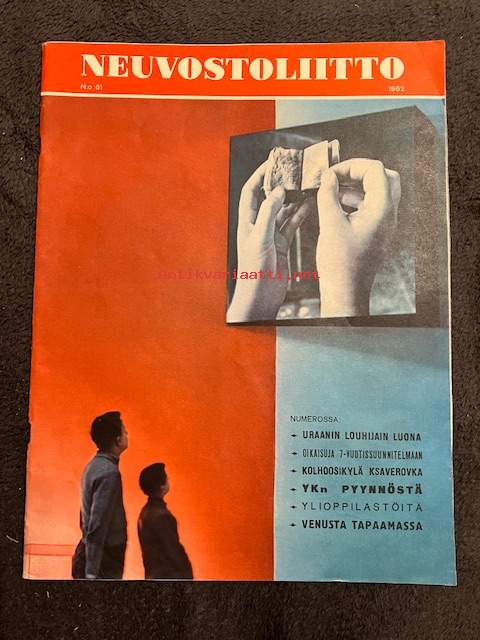 NEUVOSTOLIITTO
N:o 61 1962
antikvariaatti.net
NUMEROSSA:
URAANIN LOUHIJAIN LUONA
OIKAISUJA 7-VUOTISSUUNNITELMAAN
KOLHOOSIKYLÄ KSAVEROVKA
YKn PYYNNÖSTÄ
YLIOPPILASTÖITÄ
VENUSTA TAPAAMASSA